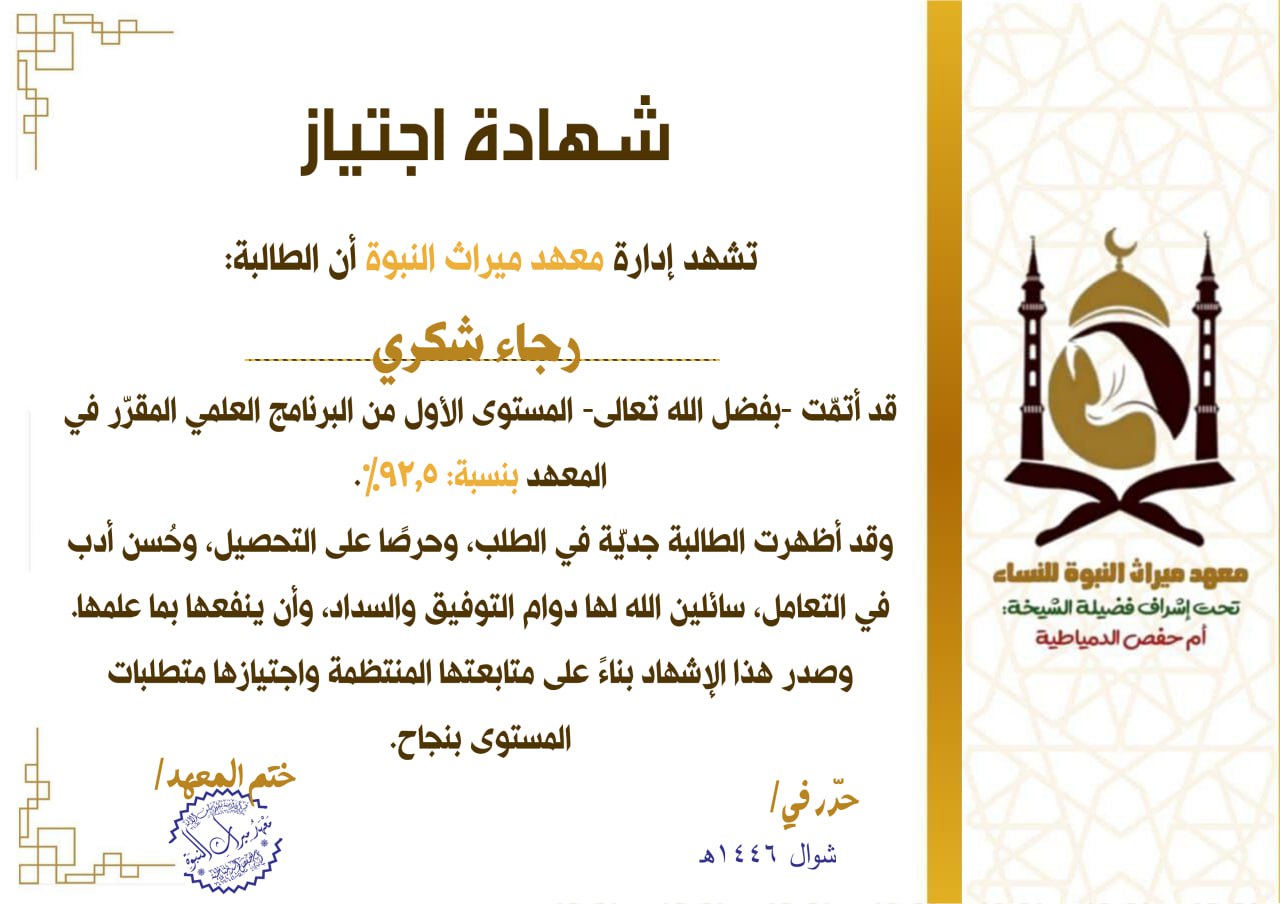 شهادة اجتياز
تشهد إدارة معهد ميراث النبوة أن الطالبة:
رجاء شكري
قد أتمّت -بفضل الله تعالى- المستوى الأول من البرنامج العلمي المقرّر في
المعهد بنسبة: ٩٢,٥٪.
وقد أظهرت الطالبة جديّة في الطلب، وحرصًا على التحصيل، وحُسن أدب
في التعامل، سائلين الله لها دوام التوفيق والسداد، وأن ينفعها بما علمها.
وصدر هذا الإشهاد بناءً على متابعتها المنتظمة واجتيازها متطلبات
المستوى بنجاح.
حدّر في/
شوال ١٤٤٦هـ
ختم المعهد/
معهد ميراث النبوة
معهد ميراث النبوة للنساء
تحت إشراف فضيلة الشيخة:
أم حفص الدمياطية